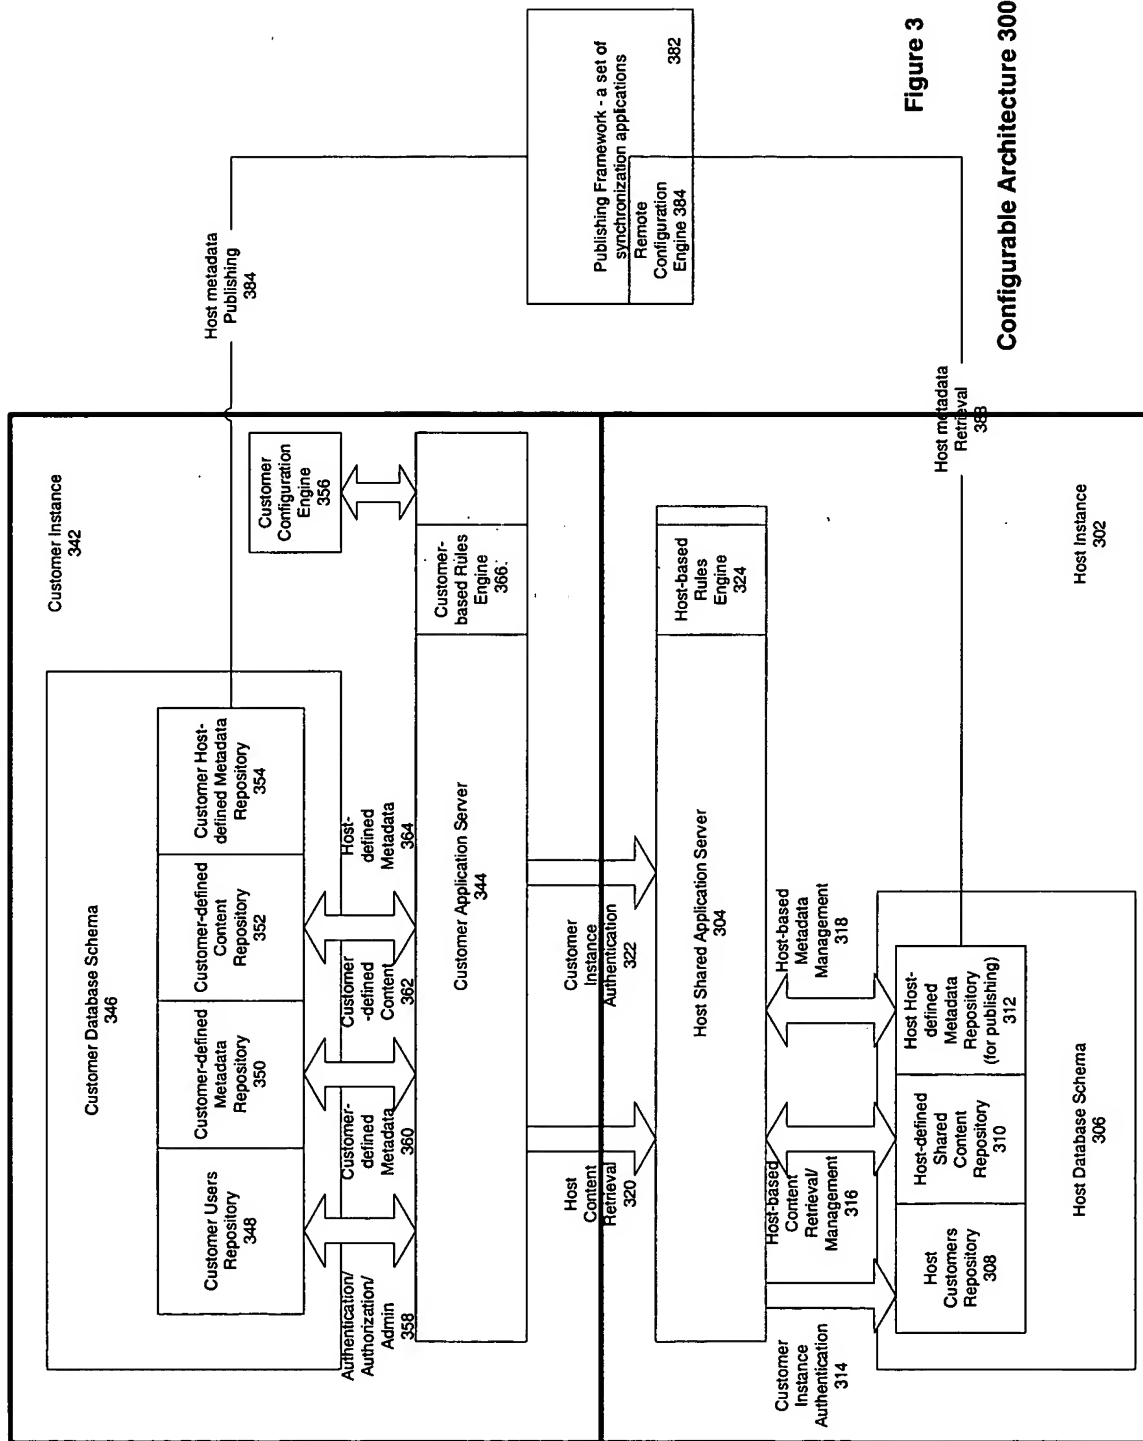 Customer Instance
342
Customer Database Schema
346
Customer Users
Repository
348
Customer-defined
Metadata
Repository
350
Customer-defined
Content
Repository
352
Customer Host-
defined Metadata
Repository
354
Customer
Configuration
Engine
356
Authentication/
Authorization/
Admin
358
Customer-
defined
Metadata
360
Customer
-defined
Content
362
Host-
defined
Metadata
364
Customer Application Server
344
Customer-
based Rules
Engine
366
Host
Content
Retrieval
320
Customer
Instance
Authentication
322
Host Shared Application Server
304
Host-based
Rules
Engine
324
Customer
Instance
Authentication
314
Host-based
Content
Retrieval/
Management
316
Host-based
Metadata
Management
318
Host
Customers
Repository
308
Host-defined
Shared
Content
Repository
310
Host Host-
defined
Metadata
Repository
(for publishing)
312
Host Database Schema
306
Host Instance
302
Host metadata
Publishing
384
Host metadata
Retrieval
383
Publishing Framework - a set of
synchronization applications
382
Remote
Configuration
Engine 384
Figure 3
Configurable Architecture 300